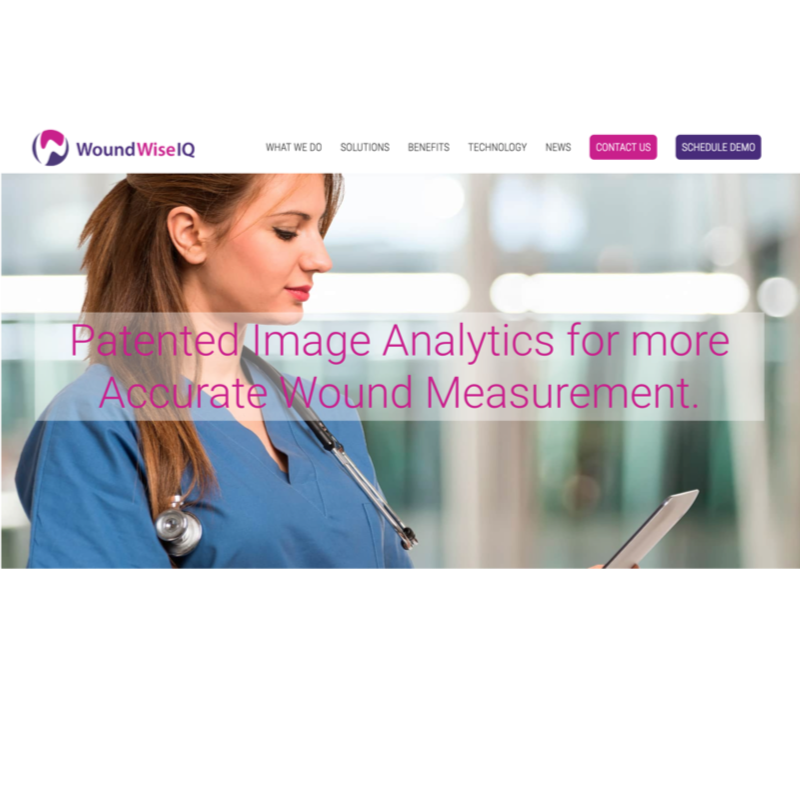 WoundWiseIQ
WHAT WE DO SOLUTIONS BENEFITS TECHNOLOGY NEWS CONTACT US SCHEDULE DEMO
Patented Image Analytics for more
Accurate Wound Measurement.